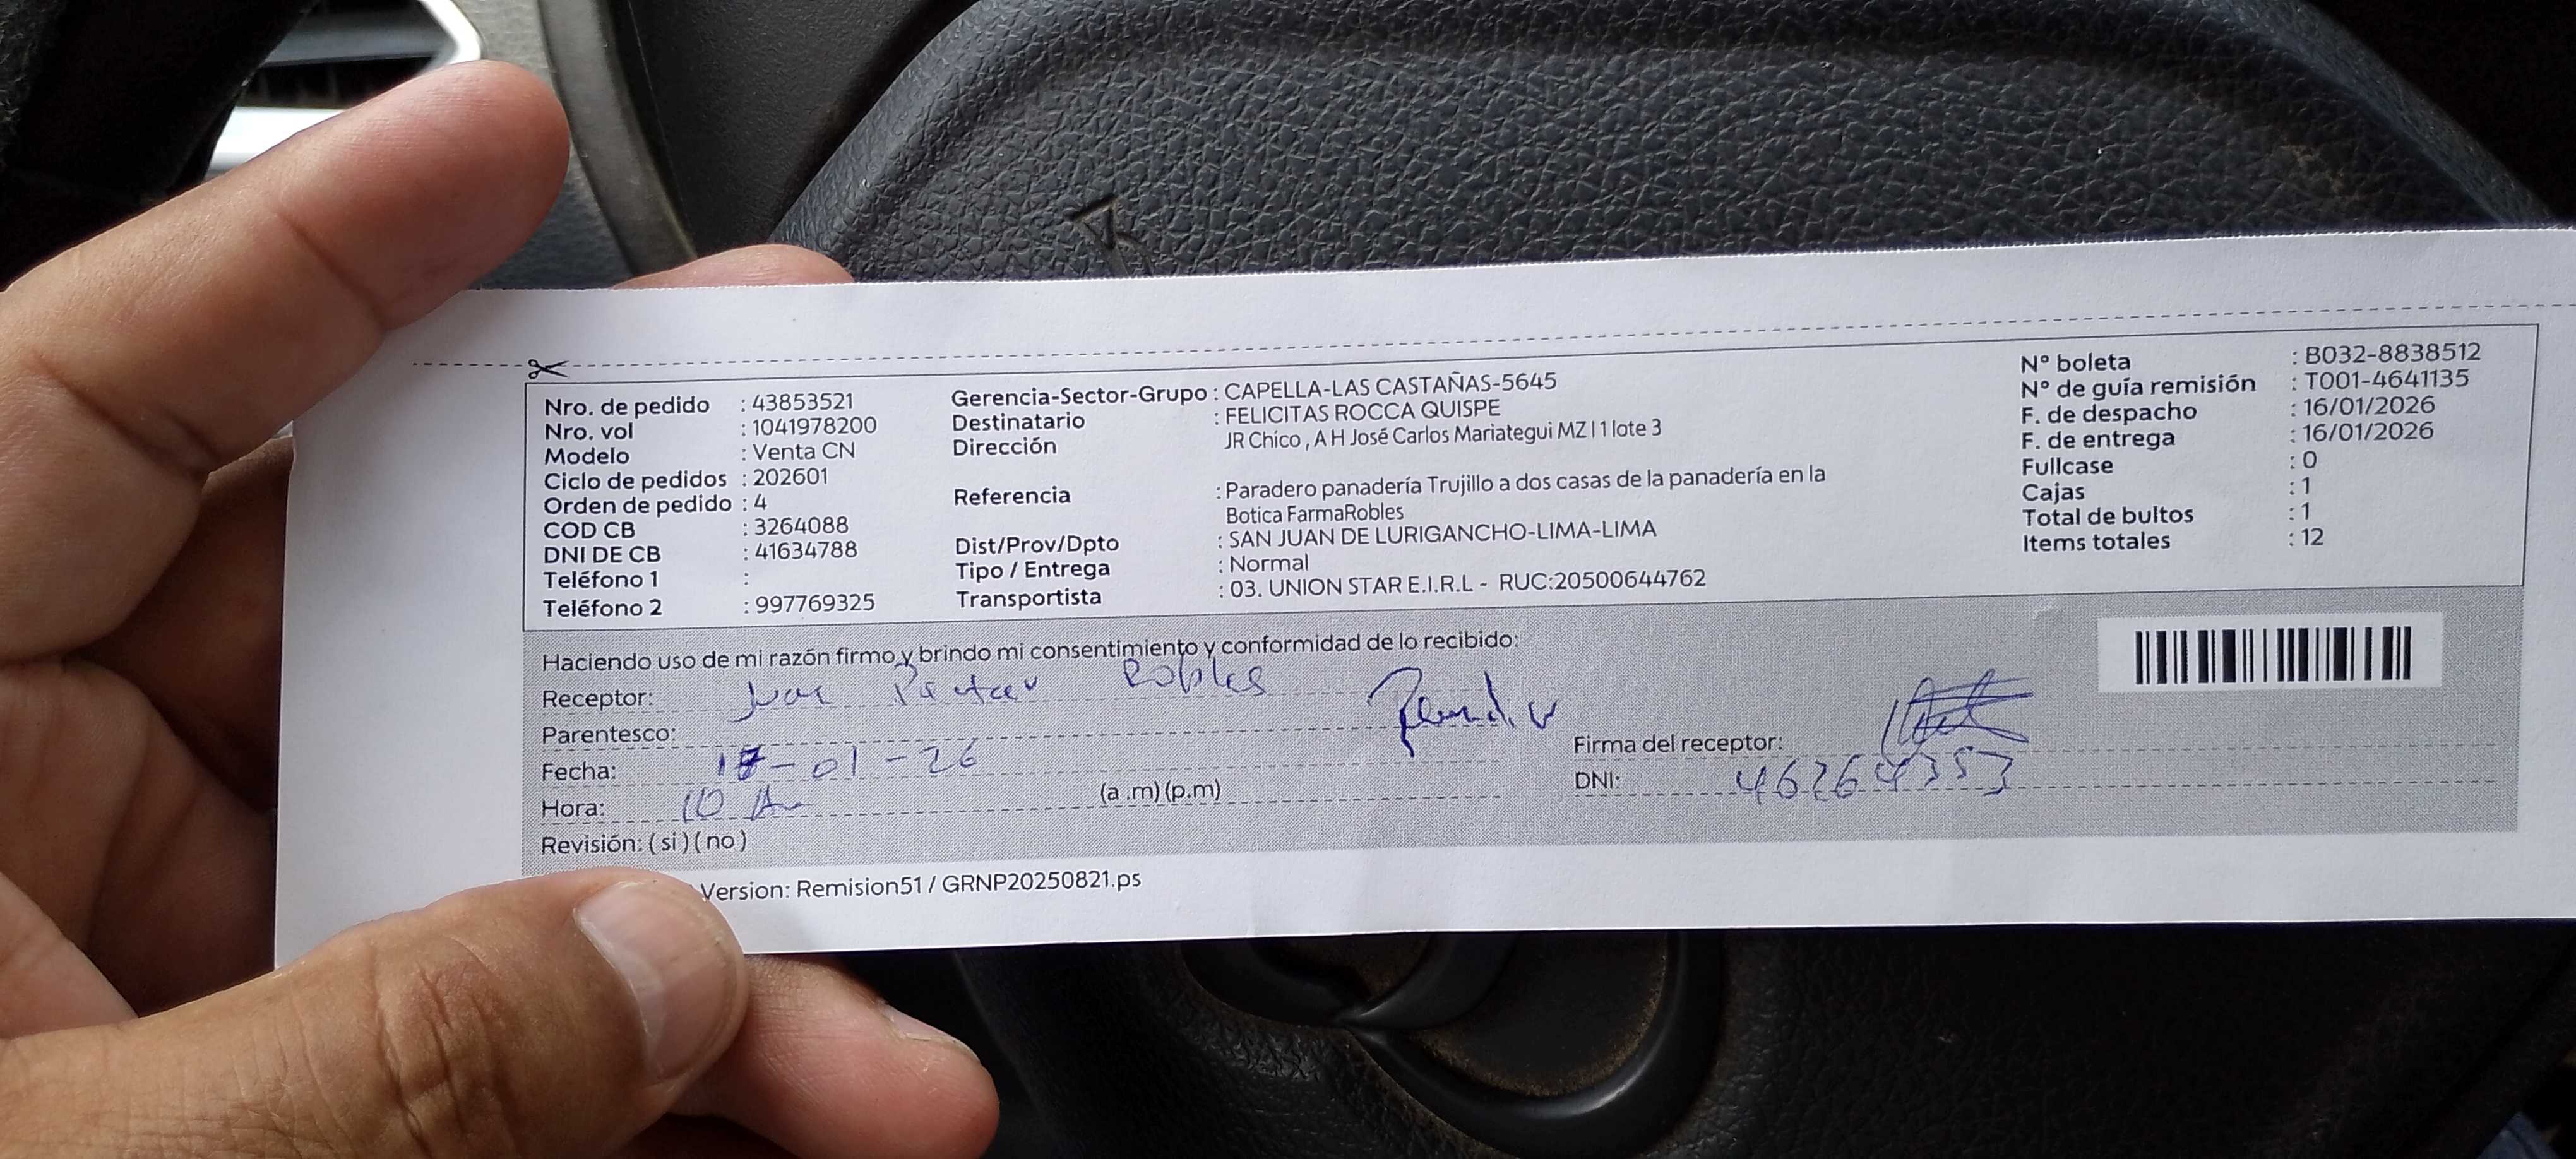 Nro. de pedido : 43853521
Nro. vol : 1041978200
Modelo : Venta CN
Ciclo de pedidos : 202601
Orden de pedido : 4
COD CB : 3264088
DNI DE CB : 41634788
Teléfono 1 :
Teléfono 2 : 997769325
Gerencia-Sector-Grupo : CAPELLA-LAS CASTAÑAS-5645
Destinatario : FELICITAS ROCCA QUISPE
Dirección JR Chico , A H José Carlos Mariategui MZ I 1 lote 3
Referencia : Paradero panadería Trujillo a dos casas de la panadería en la
Botica FarmaRobles
Dist/Prov/Dpto : SAN JUAN DE LURIGANCHO-LIMA-LIMA
Tipo / Entrega : Normal
Transportista : 03. UNION STAR E.I.R.L - RUC:20500644762
N° boleta : B032-8838512
N° de guía remisión : T001-4641135
F. de despacho : 16/01/2026
F. de entrega : 16/01/2026
Fullcase : 0
Cajas : 1
Total de bultos : 1
Items totales : 12
Haciendo uso de mi razón firmo y brindo mi consentimiento y conformidad de lo recibido:
Receptor: Robles
Parentesco:
Fecha: -01-26
Hora: 10 (a .m) (p.m)
Revisión: ( si ) ( no )
Firma del receptor:
DNI:
Version: Remision51 / GRNP20250821.ps